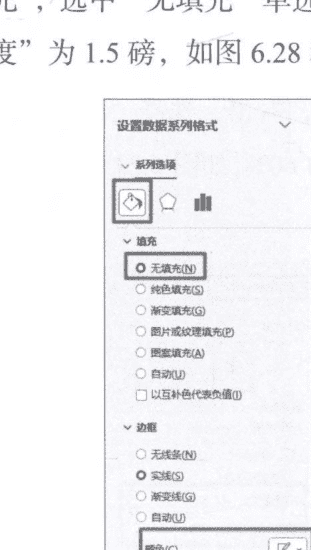 无填充”单选
度”为 1.5 磅，如图 6.28
设置数据系列格式
系列选项
填充
无填充(N)
纯色填充(S)
渐变填充(G)
图片或纹理填充(P)
图案填充(A)
自动(U)
以互补色代表负值(I)
边框
无线条(N)
实线(S)
渐变线(G)
自动(U)
颜色(C)